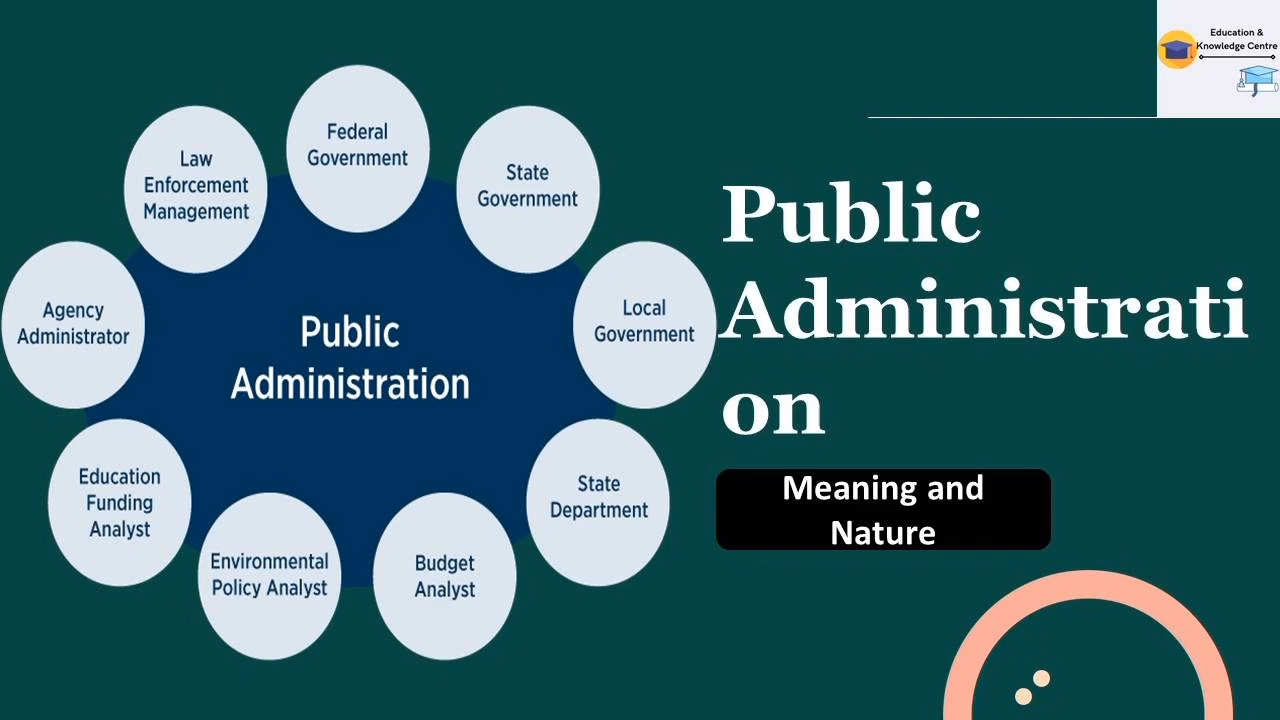 Education &
Knowledge Centre
Federal
Government
Law
Enforcement
Management
State
Government
Agency
Administrator
Local
Government
Public
Administration
Education
Funding
Analyst
State
Department
Environmental
Policy Analyst
Budget
Analyst
Public
Administrati
on
Meaning and
Nature